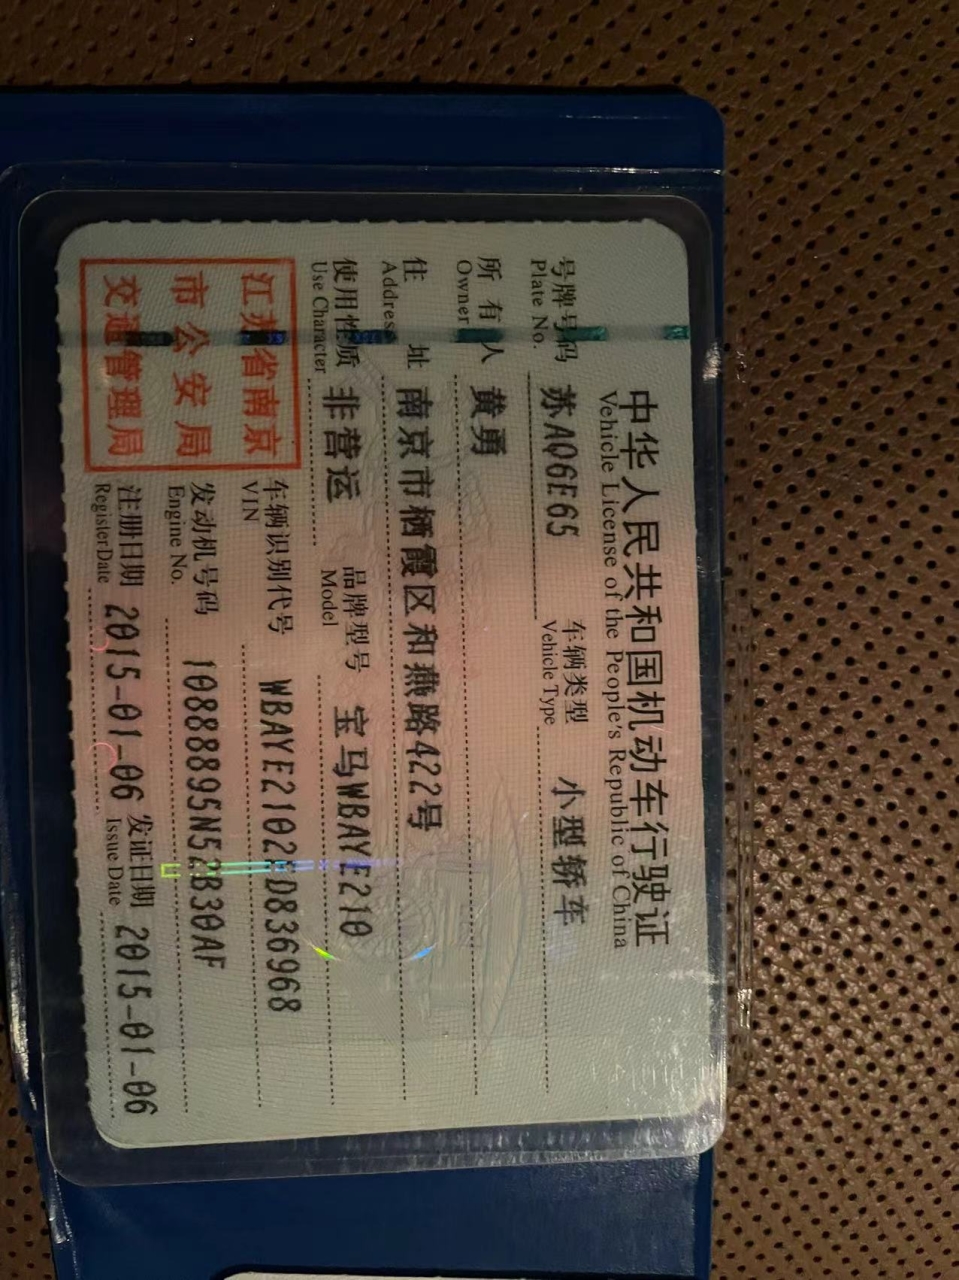 中华人民共和国机动车行驶证
Vehicle License of the People's Republic of China
号牌号码 苏AQ6E65 车辆类型 小型轿车
Plate No. Vehicle Type
所有人 黄勇
Owner
住址 南京市栖霞区和燕路422号
Address
使用性质 非营运 品牌型号 宝马WBAYE210
Use Character Model
江苏省南京
市公安局
交通管理局
车辆识别代号 WBAYE2102ED836968
VIN
发动机号码 10888895N52B30AF
Engine No.
注册日期 2015-01-06 发证日期 2015-01-06
Register Date Issue Date